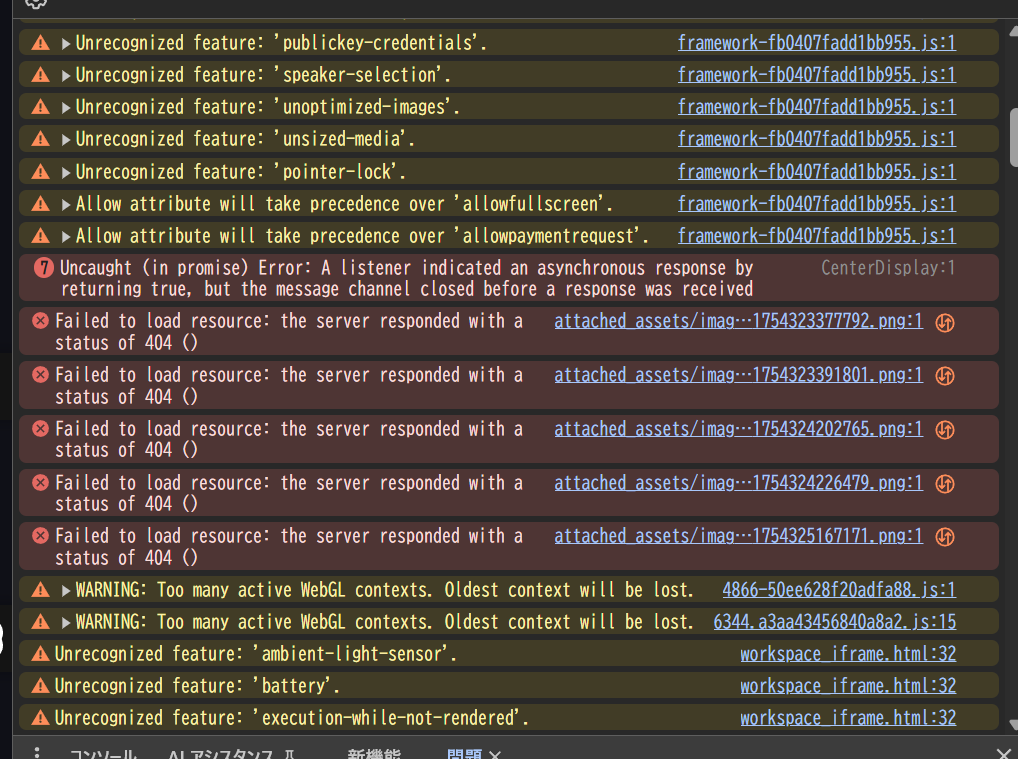 Unrecognized feature: 'publickey-credentials'. framework-fb0407fadd1bb955.js:1
Unrecognized feature: 'speaker-selection'. framework-fb0407fadd1bb955.js:1
Unrecognized feature: 'unoptimized-images'. framework-fb0407fadd1bb955.js:1
Unrecognized feature: 'unsized-media'. framework-fb0407fadd1bb955.js:1
Unrecognized feature: 'pointer-lock'. framework-fb0407fadd1bb955.js:1
Allow attribute will take precedence over 'allowfullscreen'. framework-fb0407fadd1bb955.js:1
Allow attribute will take precedence over 'allowpaymentrequest'. framework-fb0407fadd1bb955.js:1
7 Uncaught (in promise) Error: A listener indicated an asynchronous response by CenterDisplay:1
returning true, but the message channel closed before a response was received
Failed to load resource: the server responded with a attached_assets/imag…1754323377792.png:1
status of 404 ()
Failed to load resource: the server responded with a attached_assets/imag…1754323391801.png:1
status of 404 ()
Failed to load resource: the server responded with a attached_assets/imag…1754324202765.png:1
status of 404 ()
Failed to load resource: the server responded with a attached_assets/imag…1754324226479.png:1
status of 404 ()
Failed to load resource: the server responded with a attached_assets/imag…1754325167171.png:1
status of 404 ()
WARNING: Too many active WebGL contexts. Oldest context will be lost. 4866-50ee628f20adfa88.js:1
WARNING: Too many active WebGL contexts. Oldest context will be lost. 6344.a3aa43456840a8a2.js:15
Unrecognized feature: 'ambient-light-sensor'. workspace_iframe.html:32
Unrecognized feature: 'battery'. workspace_iframe.html:32
Unrecognized feature: 'execution-while-not-rendered'. workspace_iframe.html:32
コンソール AI アシスタンス 新機能 問題